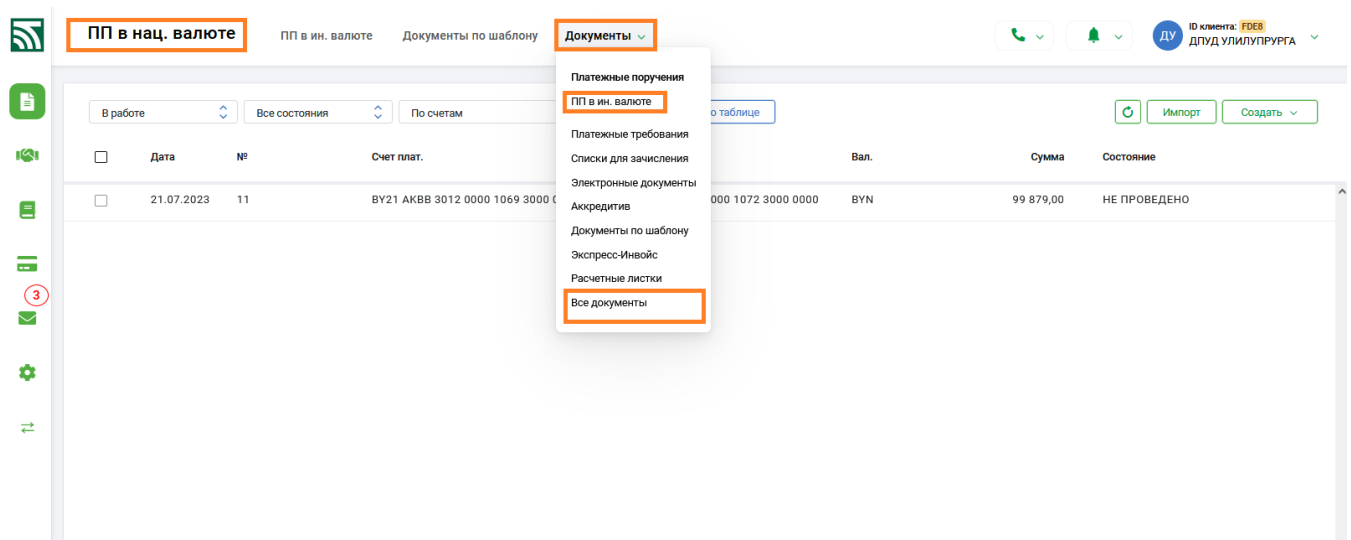 ПП в нац. валюте
ПП в ин. валюте
Документы по шаблону
Документы
ID клиента: FDE8
ДУ
ДПУД УЛИЛУПРУРГА
Платежные поручения
ПП в ин. валюте
Платежные требования
Списки для зачисления
Электронные документы
Аккредитив
Документы по шаблону
Экспресс-Инвойс
Расчетные листки
Все документы
В работе
Все состояния
По счетам
таблице
Импорт
Создать
Дата
№
Счет плат.
Вал.
Сумма
Состояние
21.07.2023
11
BY21 AKBB 3012 0000 1069 3000
000 1072 3000 0000
BYN
99 879,00
НЕ ПРОВЕДЕНО
3